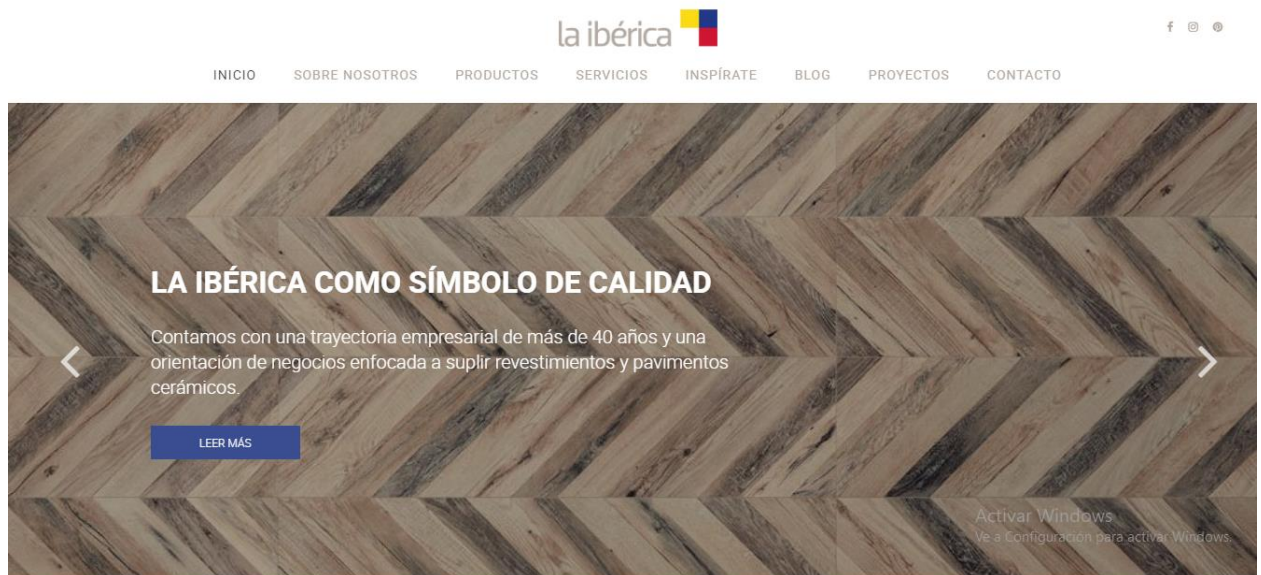 la ibérica
INICIO SOBRE NOSOTROS PRODUCTOS SERVICIOS INSPÍRATE BLOG PROYECTOS CONTACTO
LA IBÉRICA COMO SÍMBOLO DE CALIDAD
Contamos con una trayectoria empresarial de más de 40 años y una
orientación de negocios enfocada a suplir revestimientos y pavimentos
cerámicos.
LEER MÁS
Activar Windows
Ve a Configuración para activar Windows.